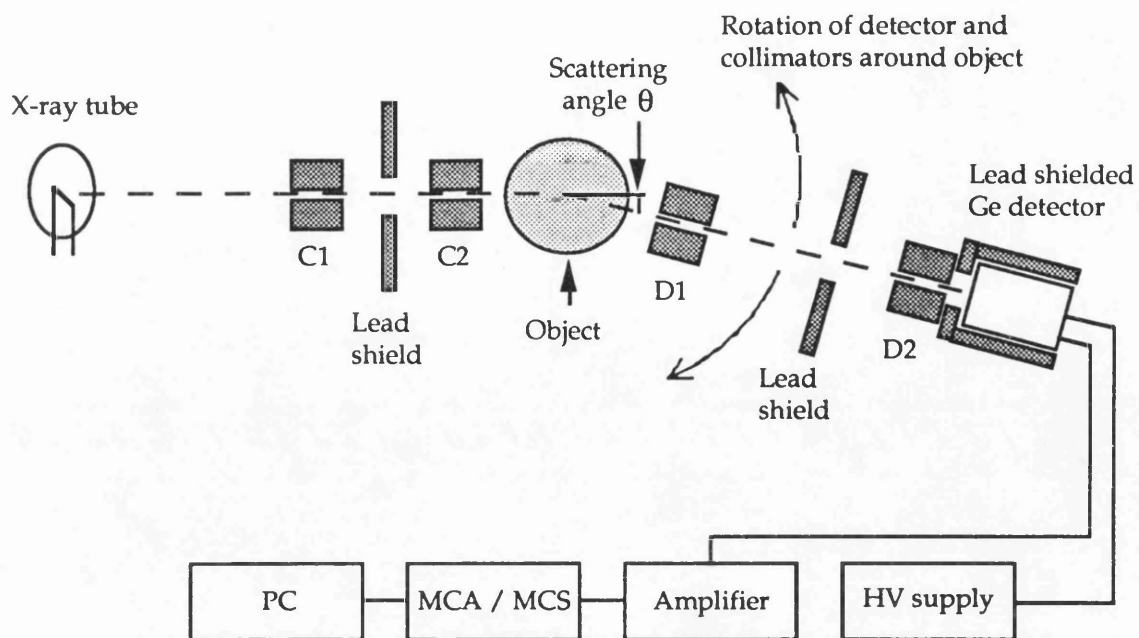 Rotation of detector and
collimators around object
Scattering
angle θ
X-ray tube
Lead shielded
Ge detector
C1
C2
D1
Lead
shield
Object
D2
Lead
shield
PC
MCA / MCS
Amplifier
HV supply